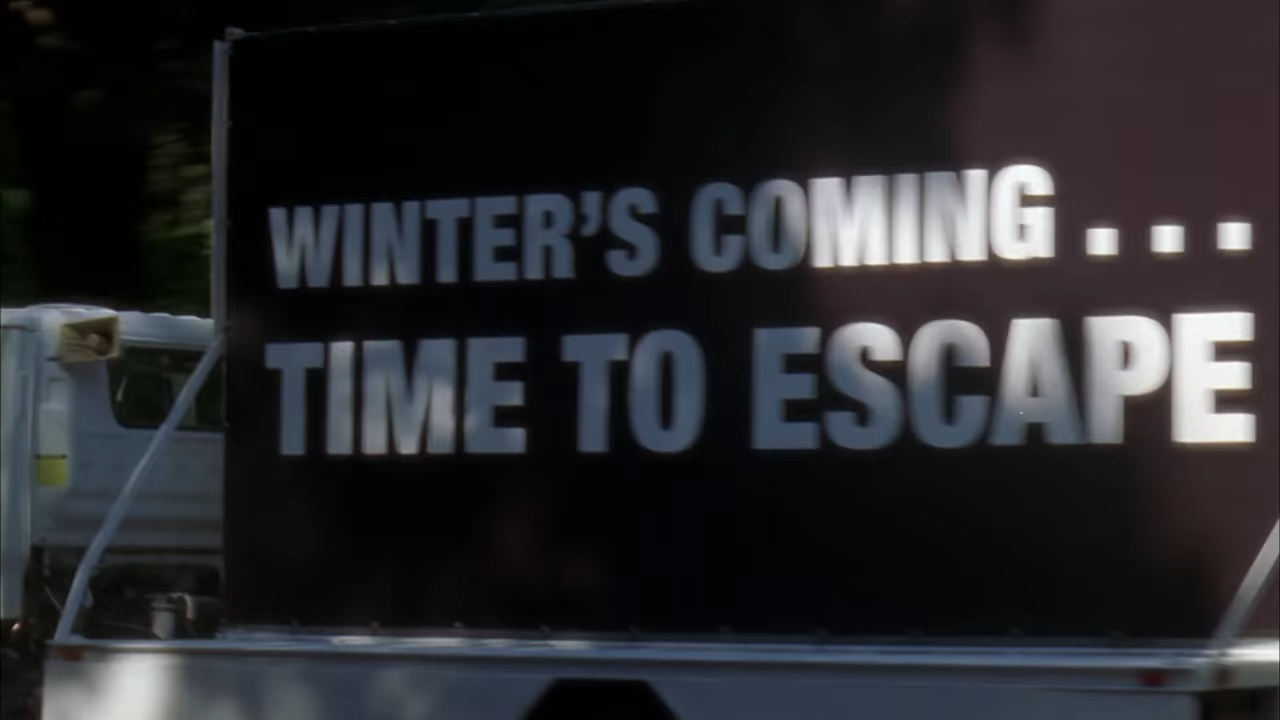 WINTER’S COMING . . .
TIME TO ESCAPE